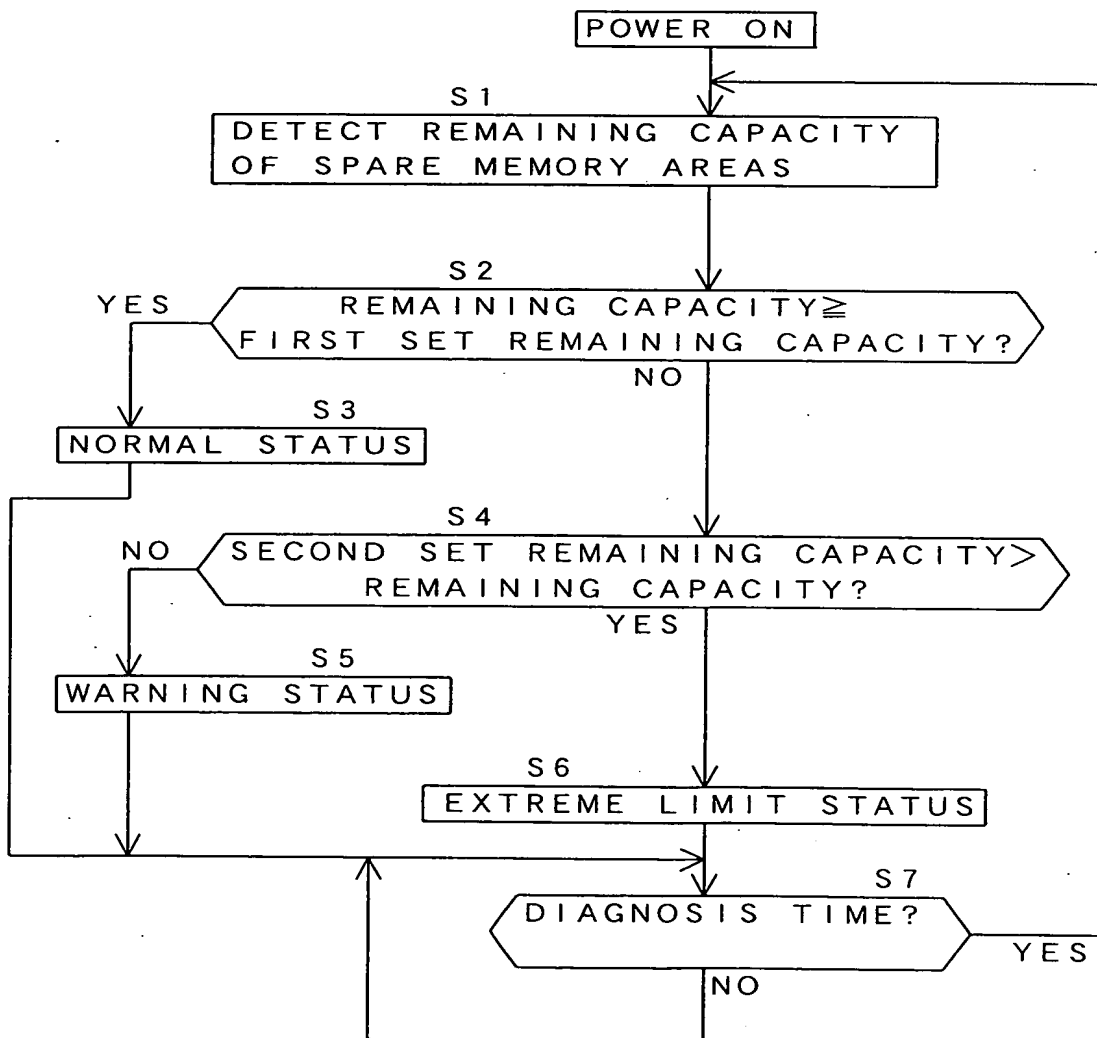 POWER ON
S1
DETECT REMAINING CAPACITY
OF SPARE MEMORY AREAS
S2
YES
REMAINING CAPACITY≧
FIRST SET REMAINING CAPACITY?
NO
S3
NORMAL STATUS
S4
NO
SECOND SET REMAINING CAPACITY>
REMAINING CAPACITY?
YES
S5
WARNING STATUS
S6
EXTREME LIMIT STATUS
S7
DIAGNOSIS TIME?
YES
NO